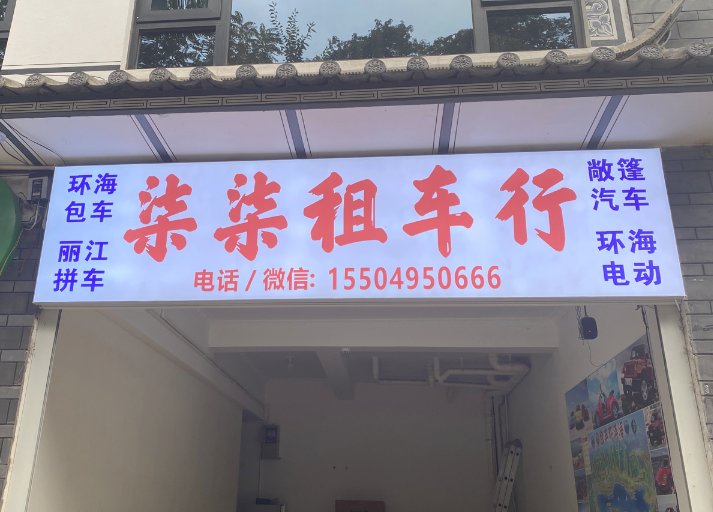 环海
包车
丽江
拼车
柒柒租车行
电话/微信: 15504950666
敞篷
汽车
环海
电动